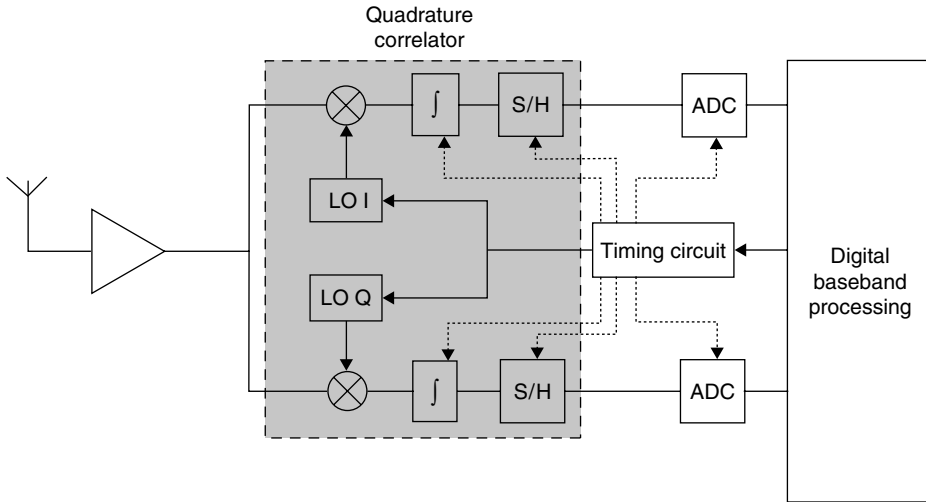 Quadrature
correlator
∫
S/H
ADC
LO I
Timing circuit
LO Q
Digital
baseband
processing
∫
S/H
ADC